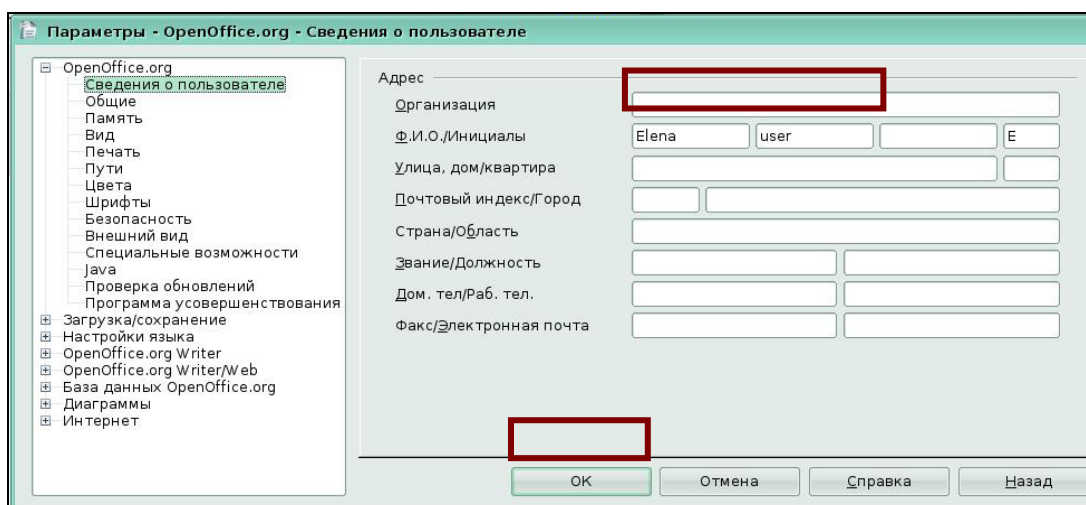 Параметры - OpenOffice.org - Сведения о пользователе
OpenOffice.org
Сведения о пользователе
Общие
Память
Вид
Печать
Пути
Цвета
Шрифты
Безопасность
Внешний вид
Специальные возможности
Java
Проверка обновлений
Программа усовершенствования
Загрузка/сохранение
Настройки языка
OpenOffice.org Writer
OpenOffice.org Writer/Web
База данных OpenOffice.org
Диаграммы
Интернет
Адрес
Организация
Ф.И.О./Инициалы Elena user E
Улица, дом/квартира
Почтовый индекс/Город
Страна/Область
Звание/Должность
Дом. тел/Раб. тел.
Факс/Электронная почта
OK Отмена Справка Назад